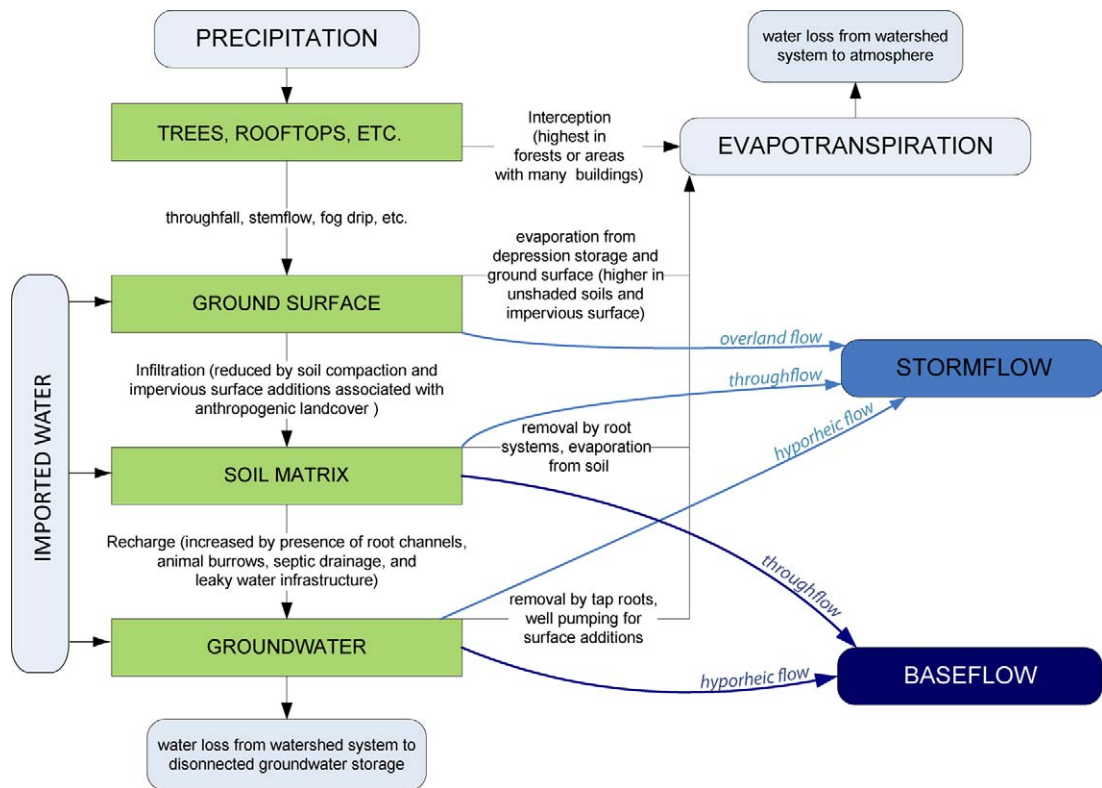 PRECIPITATION
water loss from watershed
system to atmosphere
TREES, ROOFTOPS, ETC.
Interception
(highest in
forests or areas
with many buildings)
EVAPOTRANSPIRATION
throughfall, stemflow, fog drip, etc.
evaporation from
depression storage and
ground surface (higher in
unshaded soils and
impervious surface)
IMPORTED WATER
GROUND SURFACE
overland flow
Infiltration (reduced by soil compaction and
impervious surface additions associated with
anthropogenic landcover )
throughflow
STORMFLOW
hyporheic flow
removal by root
systems, evaporation
from soil
SOIL MATRIX
Recharge (increased by presence of root channels,
animal burrows, septic drainage, and
leaky water infrastructure)
throughflow
removal by tap roots,
well pumping for
surface additions
GROUNDWATER
hyporheic flow
BASEFLOW
water loss from watershed system to
disonnected groundwater storage